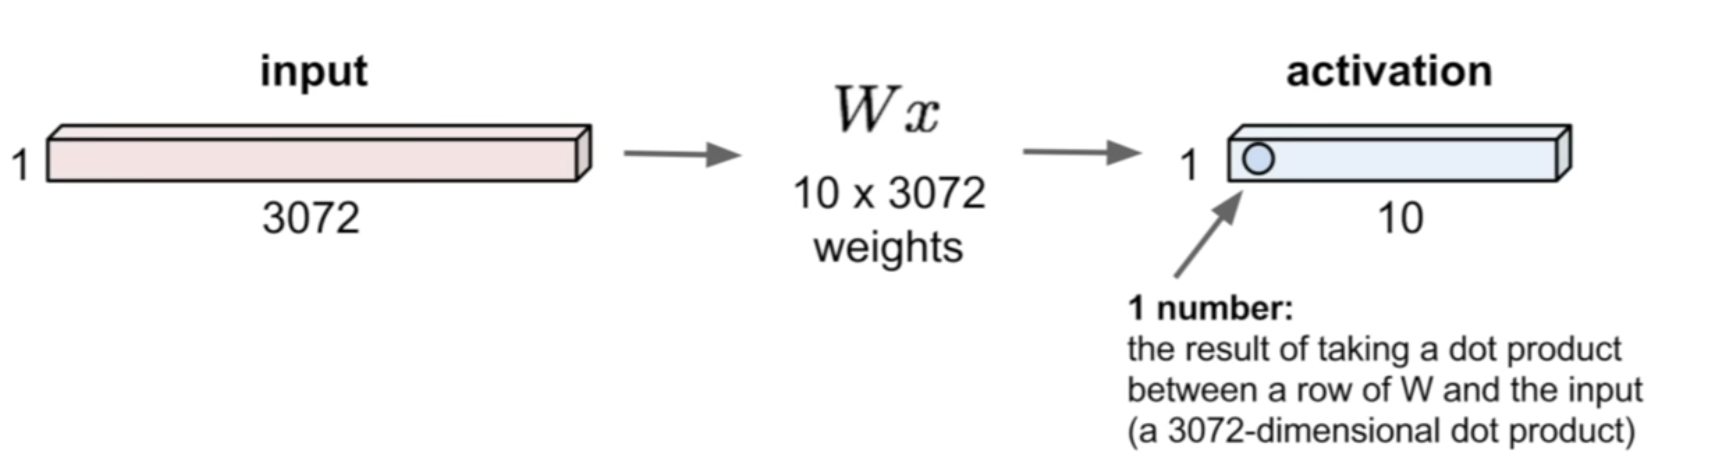 input
1
3072
Wx
10 x 3072
weights
activation
1
10
1 number:
the result of taking a dot product
between a row of W and the input
(a 3072-dimensional dot product)